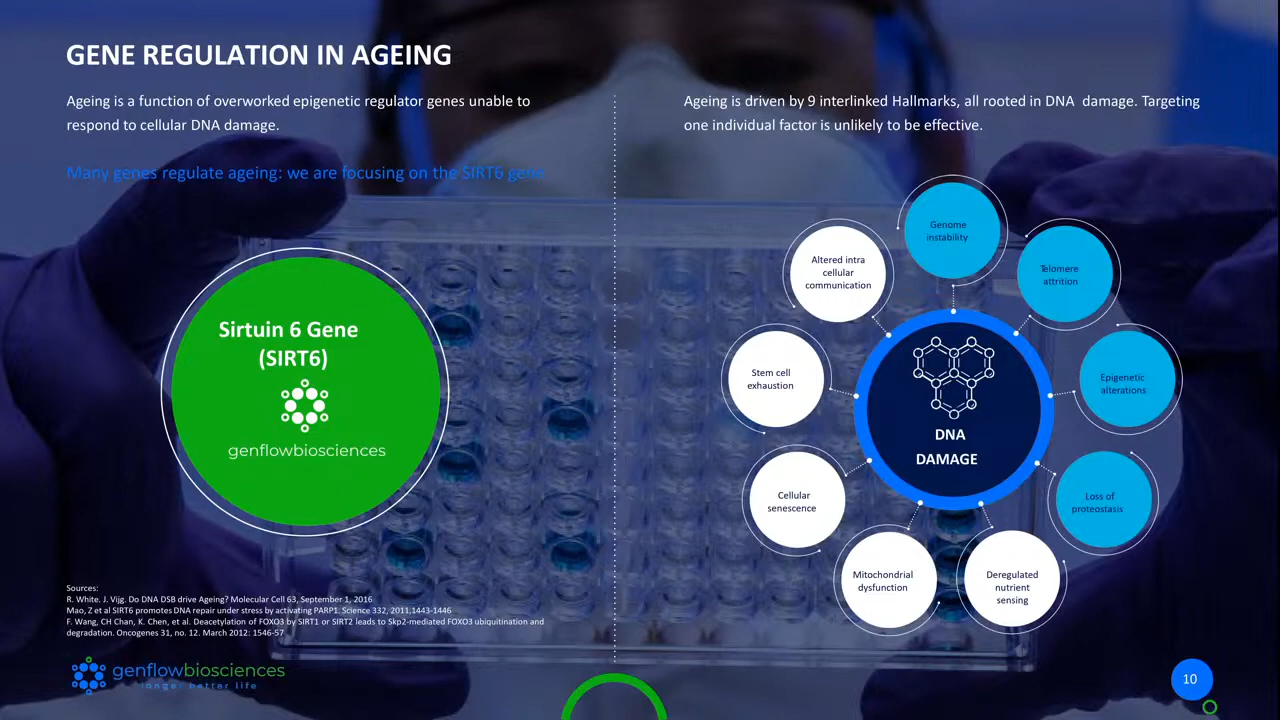 GENE REGULATION IN AGEING
Ageing is a function of overworked epigenetic regulator genes unable to
respond to cellular DNA damage.
Many genes regulate ageing: we are focusing on the SIRT6 gene
Sirtuin 6 Gene
(SIRT6)
genflowbiosciences
Sources:
R. White. J. Vijg. Do DNA DSB drive Ageing? Molecular Cell 63, September 1, 2016
Mao, Z et al SIRT6 promotes DNA repair under stress by activating PARP1. Science 332, 2011,1443-1446
F. Wang, CH Chan, K. Chen, et al. Deacetylation of FOXO3 by SIRT1 or SIRT2 leads to Skp2-mediated FOXO3 ubiquitination and
degradation. Oncogenes 31, no. 12. March 2012: 1546-57
genflowbiosciences
longer better life
Ageing is driven by 9 interlinked Hallmarks, all rooted in DNA damage. Targeting
one individual factor is unlikely to be effective.
Genome
instability
Telomere
attrition
Epigenetic
alterations
Loss of
proteostasis
Deregulated
nutrient
sensing
Mitochondrial
dysfunction
Cellular
senescence
Stem cell
exhaustion
Altered intra
cellular
communication
DNA
DAMAGE
10